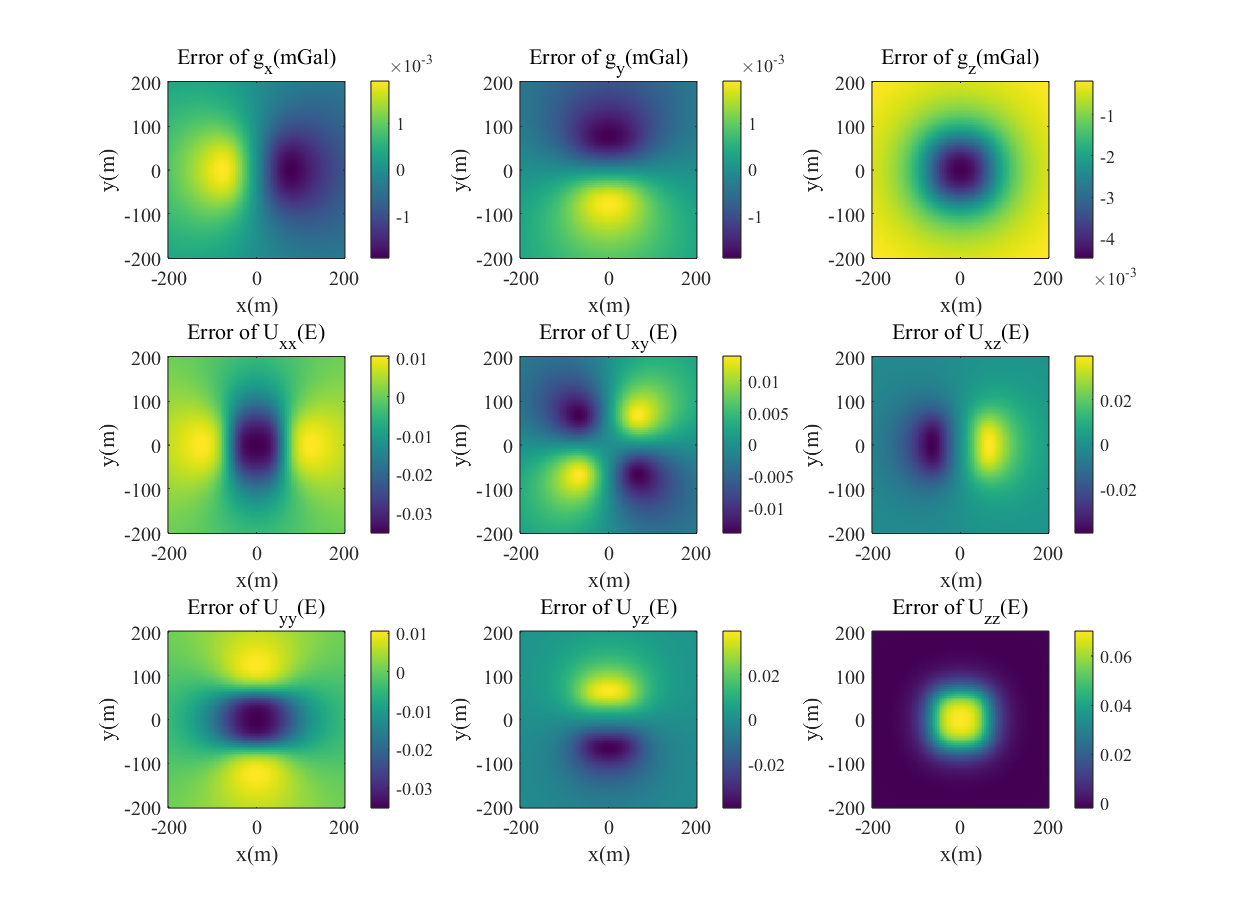 Error of g_x(mGal)
×10^-3
200
100
0
-100
-200
-200 0 200
x(m)
y(m)
1
0
-1
Error of g_y(mGal)
×10^-3
200
100
0
-100
-200
-200 0 200
x(m)
y(m)
1
0
-1
Error of g_z(mGal)
200
100
0
-100
-200
-200 0 200
x(m)
y(m)
-1
-2
-3
-4
×10^-3
Error of U_xx(E)
200
100
0
-100
-200
-200 0 200
x(m)
y(m)
0.01
0
-0.01
-0.02
-0.03
Error of U_xy(E)
200
100
0
-100
-200
-200 0 200
x(m)
y(m)
0.01
0.005
0
-0.005
-0.01
Error of U_xz(E)
200
100
0
-100
-200
-200 0 200
x(m)
y(m)
0.02
0
-0.02
Error of U_yy(E)
200
100
0
-100
-200
-200 0 200
x(m)
y(m)
0.01
0
-0.01
-0.02
-0.03
Error of U_yz(E)
200
100
0
-100
-200
-200 0 200
x(m)
y(m)
0.02
0
-0.02
Error of U_zz(E)
200
100
0
-100
-200
-200 0 200
x(m)
y(m)
0.06
0.04
0.02
0